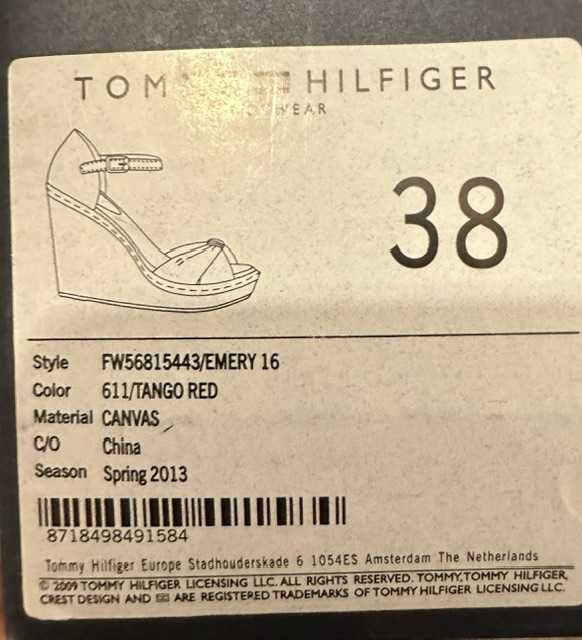 TOMMY HILFIGER
38
Style FW56815443/EMERY 16
Color 611/TANGO RED
Material CANVAS
C/O China
Season Spring 2013
8718498491584
Tommy Hilfiger Europe Stadhouderskade 6 1054ES Amsterdam The Netherlands
© 2009 TOMMY HILFIGER LICENSING LLC. ALL RIGHTS RESERVED. TOMMY, TOMMY HILFIGER,
CREST DESIGN AND ARE REGISTERED TRADEMARKS OF TOMMY HILFIGER LICENSING LLC.